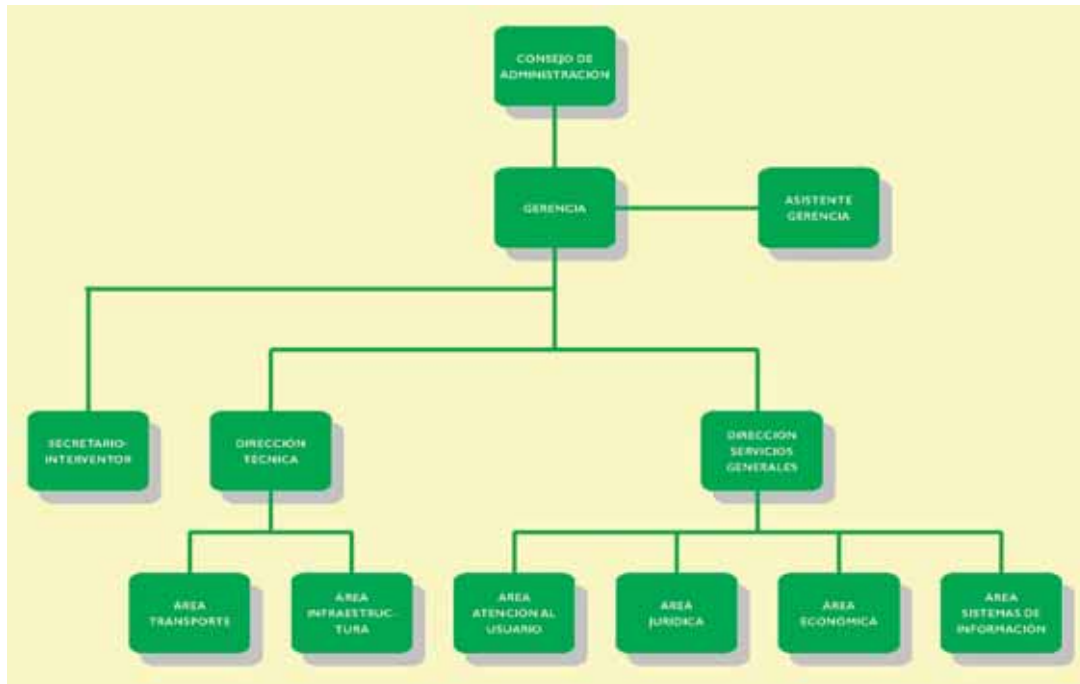 CONSEJO DE
ADMINISTRACIÓN
GERENCIA
ASISTENTE
GERENCIA
SECRETARIO-
INTERVENTOR
DIRECCIÓN
TÉCNICA
DIRECCIÓN
SERVICIOS
GENERALES
ÁREA
TRANSPORTE
ÁREA
INFRAESTRUC-
TURA
ÁREA
ATENCIÓN AL
USUARIO
ÁREA
JURÍDICA
ÁREA
ECONÓMICA
ÁREA
SISTEMAS DE
INFORMACIÓN